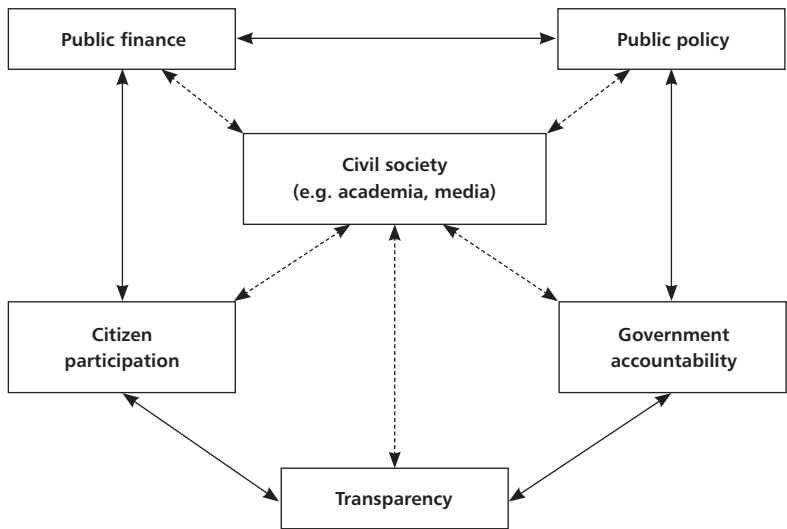 Public finance
Public policy
Civil society
(e.g. academia, media)
Citizen
participation
Government
accountability
Transparency